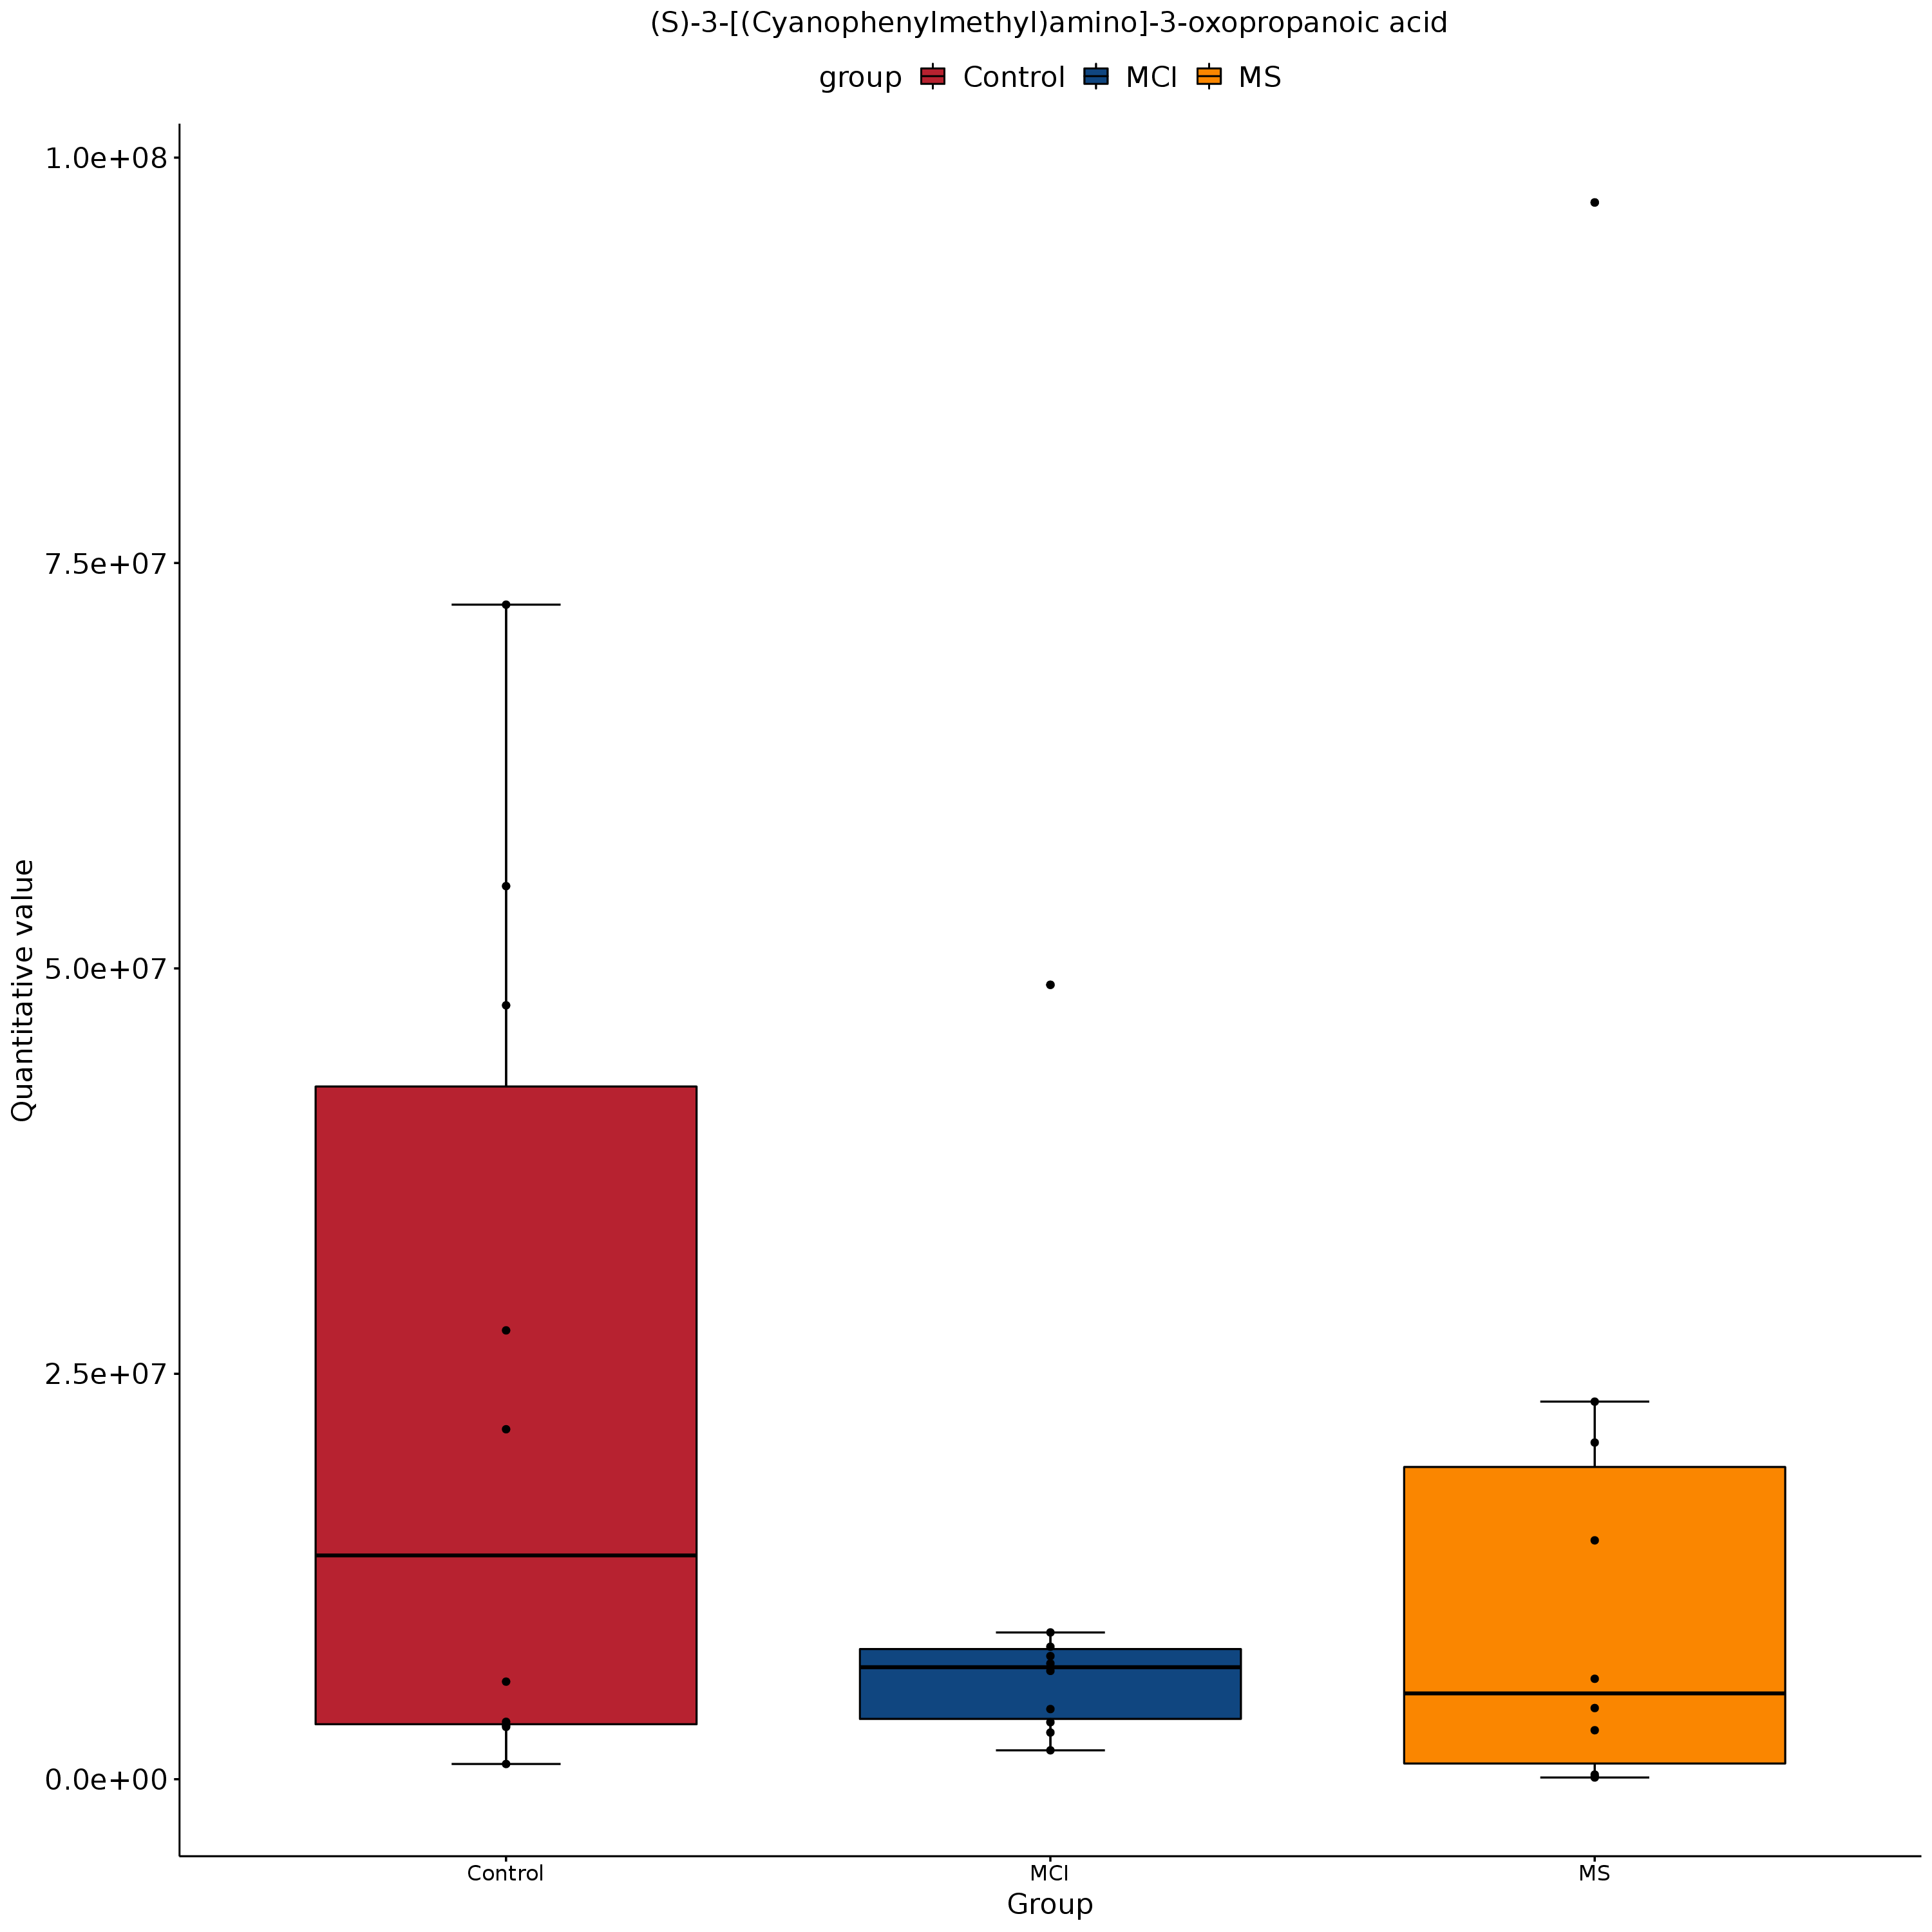 (S)-3-[(Cyanophenylmethyl)amino]-3-oxopropanoic acid
group Control MCI MS
1.0e+08
7.5e+07
5.0e+07
2.5e+07
0.0e+00
Quantitative value
Control MCI MS
Group